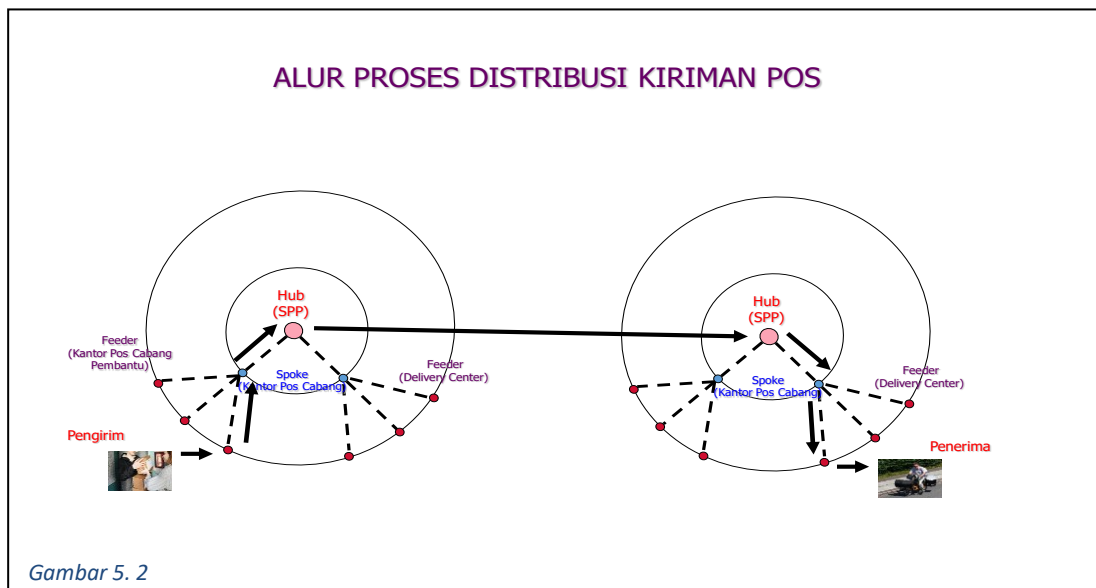 ALUR PROSES DISTRIBUSI KIRIMAN POS
Hub
(SPP)
Feeder
(Kantor Pos Cabang
Pembantu)
Spoke
(Kantor Pos Cabang)
Feeder
(Delivery Center)
Pengirim
Hub
(SPP)
Spoke
(Kantor Pos Cabang)
Feeder
(Delivery Center)
Penerima
Gambar 5. 2